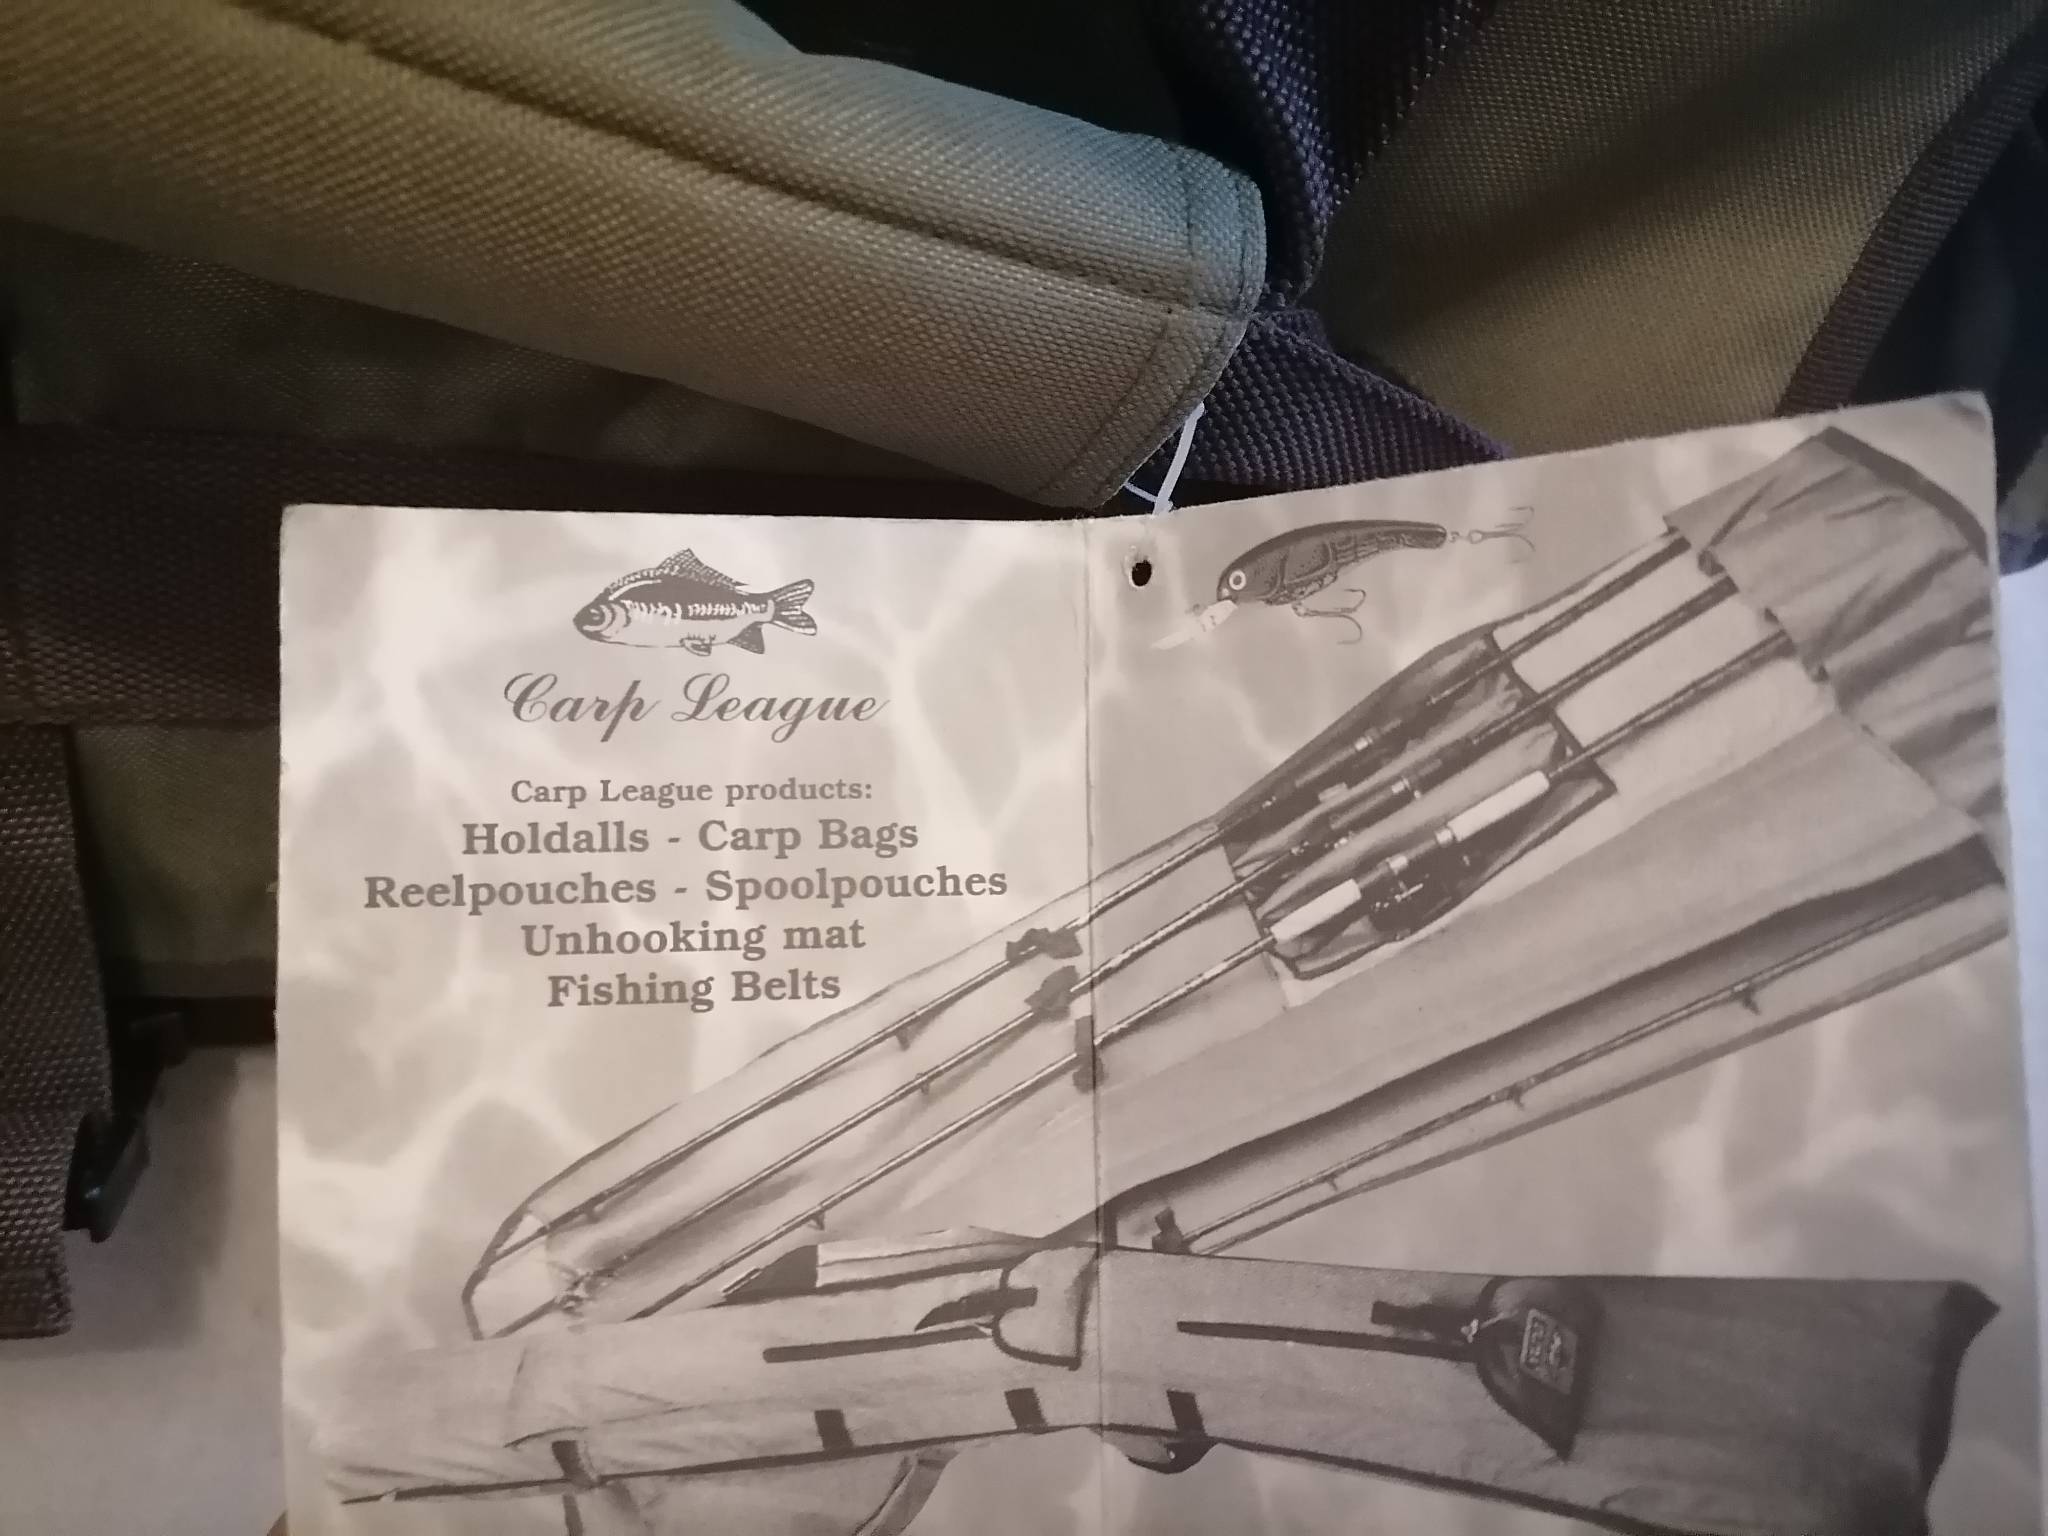 Carp League
Carp League products:
Holdalls - Carp Bags
Reelpouches - Spoolpouches
Unhooking mat
Fishing Belts